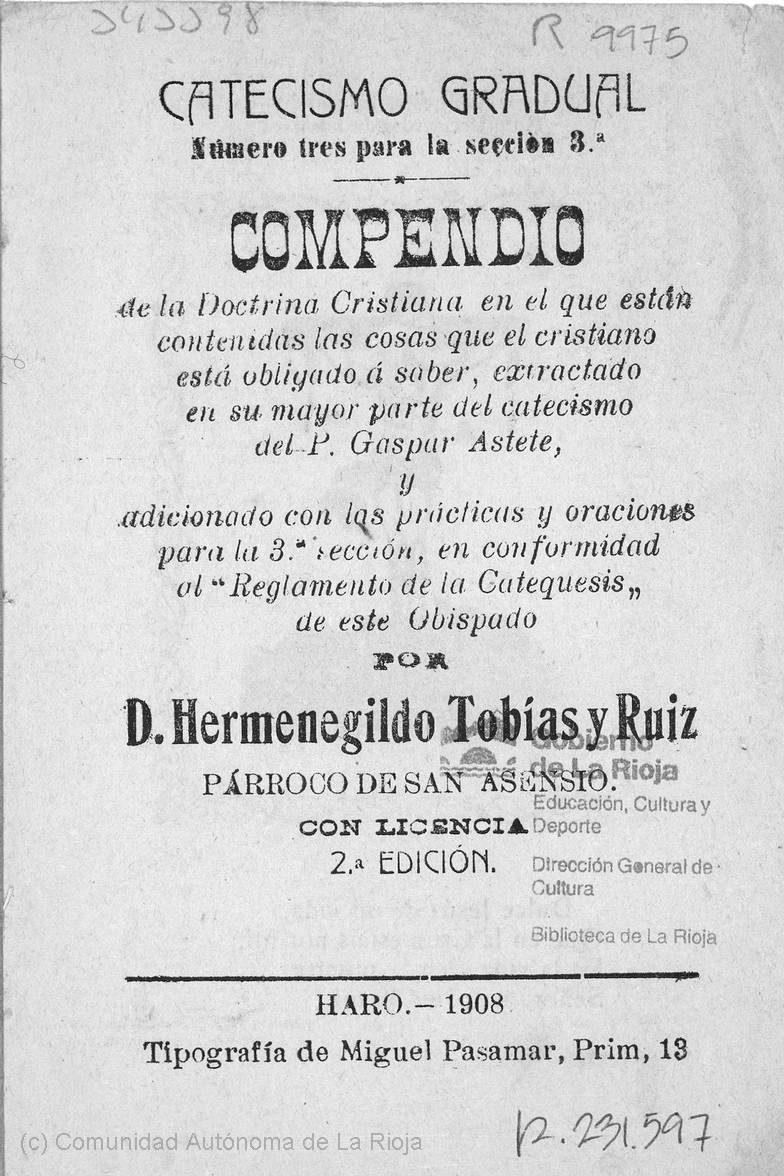 R 9975
CATECISMO GRADUAL
Número tres para la secciòn 3.ª
COMPENDIO
de la Doctrina Cristiana en el que están
contenidas las cosas que el cristiano
está obligado á saber, extractado
en su mayor parte del catecismo
del P. Gaspar Astete,
y
adicionado con las prácticas y oraciones
para la 3.ª sección, en conformidad
al “Reglamento de la Catequesis„
de este Obispado
POR
D. Hermenegildo Tobías y Ruiz
PÁRROCO DE SAN ASENSIO.
CON LICENCIA
2.ª EDICIÓN.
Gobierno
de La Rioja
Educación, Cultura y
Deporte
Dirección General de
Cultura
Biblioteca de La Rioja
HARO.—1908
Tipografía de Miguel Pasamar, Prim, 13
R. 231.597
(c) Comunidad Autónoma de La Rioja